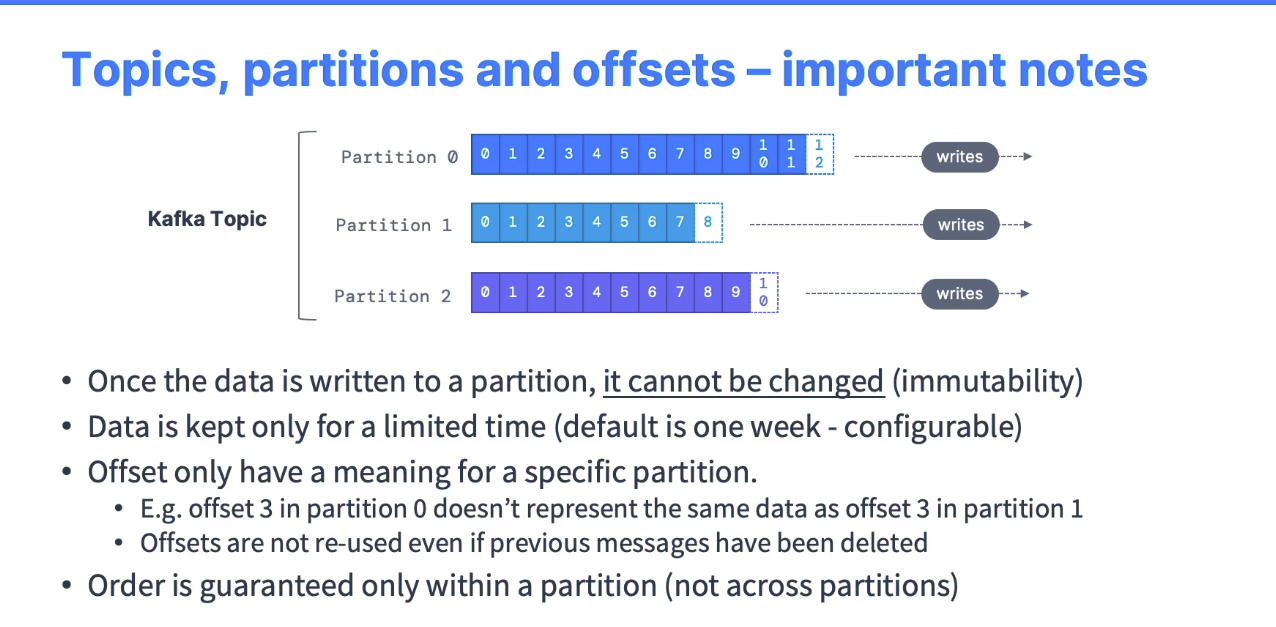 Topics, partitions and offsets – important notes
Kafka Topic
Partition 0 0 1 2 3 4 5 6 7 8 9 10 11 12 writes
Partition 1 0 1 2 3 4 5 6 7 8 writes
Partition 2 0 1 2 3 4 5 6 7 8 9 10 writes
• Once the data is written to a partition, it cannot be changed (immutability)
• Data is kept only for a limited time (default is one week - configurable)
• Offset only have a meaning for a specific partition.
• E.g. offset 3 in partition 0 doesn’t represent the same data as offset 3 in partition 1
• Offsets are not re-used even if previous messages have been deleted
• Order is guaranteed only within a partition (not across partitions)